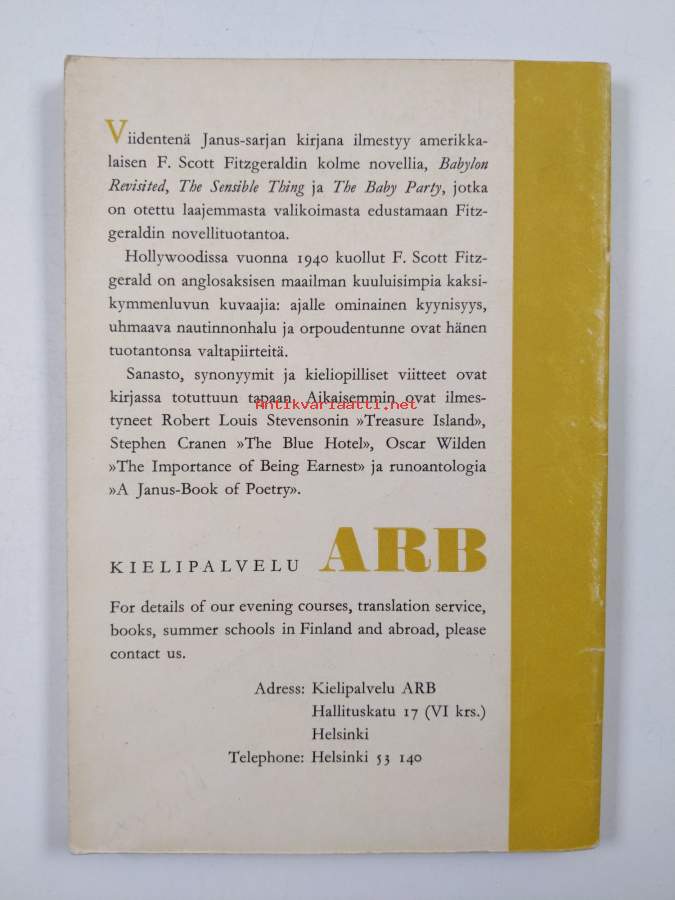 Viidentenä Janus-sarjan kirjana ilmestyy amerikka-
laisen F. Scott Fitzgeraldin kolme novellia, Babylon
Revisited, The Sensible Thing ja The Baby Party, jotka
on otettu laajemmasta valikoimasta edustamaan Fitz-
geraldin novellituotantoa.
Hollywoodissa vuonna 1940 kuollut F. Scott Fitz-
gerald on anglosaksisen maailman kuuluisimpia kaksi-
kymmenluvun kuvaajia: ajalle ominainen kyynisyys,
uhmaava nautinnonhalu ja orpoudentunne ovat hänen
tuotantonsa valtapiirteitä.
Sanasto, synonyymit ja kieliopilliset viitteet ovat
kirjassa totuttuun tapaan. Aikaisemmin ovat ilmes-
Antikvariaatti.net
tyneet Robert Louis Stevensonin »Treasure Island»,
Stephen Cranen »The Blue Hotel», Oscar Wilden
»The Importance of Being Earnest» ja runoantologia
»A Janus-Book of Poetry».
KIELIPALVELU ARB
For details of our evening courses, translation service,
books, summer schools in Finland and abroad, please
contact us.
Adress: Kielipalvelu ARB
Hallituskatu 17 (VI krs.)
Helsinki
Telephone: Helsinki 53 140